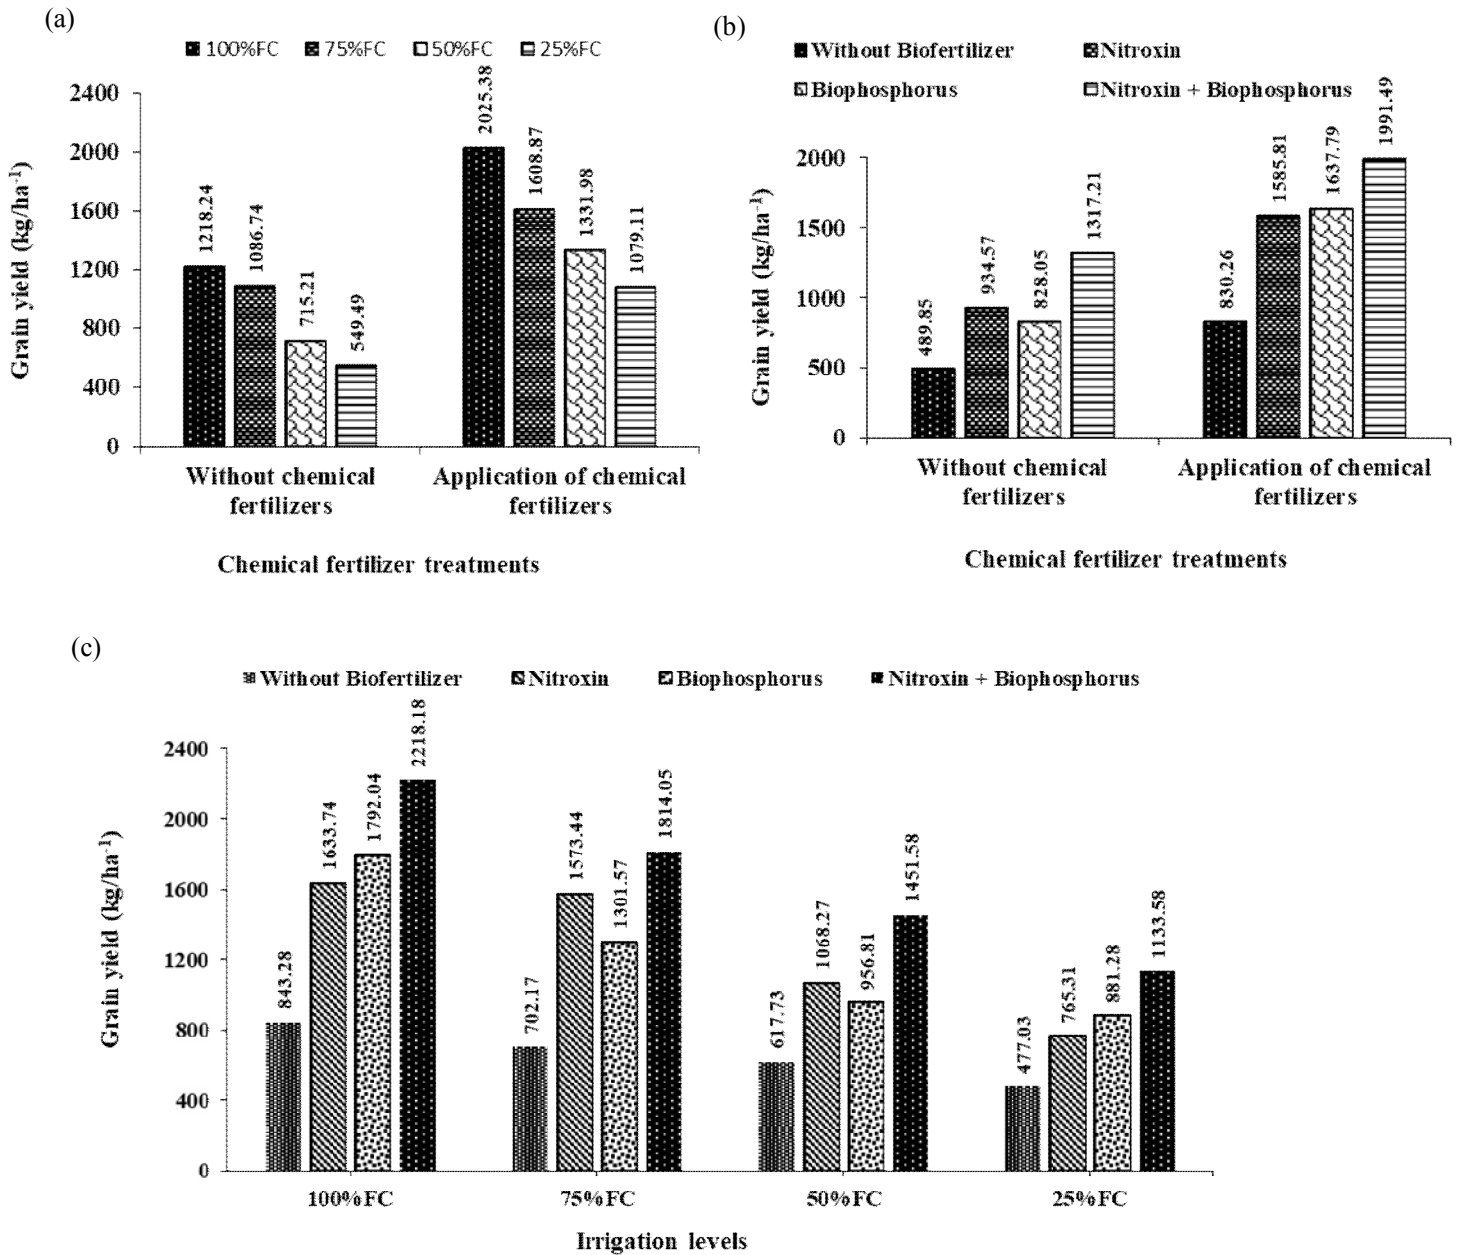 (a)
100%FC 75%FC 50%FC 25%FC
Grain yield (kg/ha⁻¹)
2400
2000
1600
1200
800
400
0
1218.24
1086.74
715.21
549.49
2025.38
1608.87
1331.98
1079.11
Without chemical
fertilizers
Application of chemical
fertilizers
Chemical fertilizer treatments
(b)
Without Biofertilizer Nitroxin
Biophosphorus Nitroxin + Biophosphorus
Grain yield (kg/ha⁻¹)
2000
1500
1000
500
0
489.85
934.57
828.05
1317.21
830.26
1585.81
1637.79
1991.49
Without chemical
fertilizers
Application of chemical
fertilizers
Chemical fertilizer treatments
(c)
Without Biofertilizer Nitroxin Biophosphorus Nitroxin + Biophosphorus
Grain yield (kg/ha⁻¹)
2400
2000
1600
1200
800
400
0
843.28
1633.74
1792.04
2218.18
702.17
1573.44
1301.57
1814.05
617.73
1068.27
956.81
1451.58
477.03
765.31
881.28
1133.58
100%FC 75%FC 50%FC 25%FC
Irrigation levels